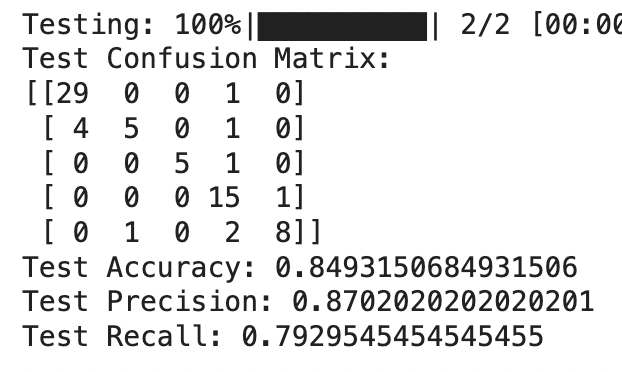 Testing: 100%|██████████| 2/2 [00:00
Test Confusion Matrix:
[[29  0  0  1  0]
 [ 4  5  0  1  0]
 [ 0  0  5  1  0]
 [ 0  0  0 15  1]
 [ 0  1  0  2  8]]
Test Accuracy: 0.8493150684931506
Test Precision: 0.8702020202020201
Test Recall: 0.7929545454545455